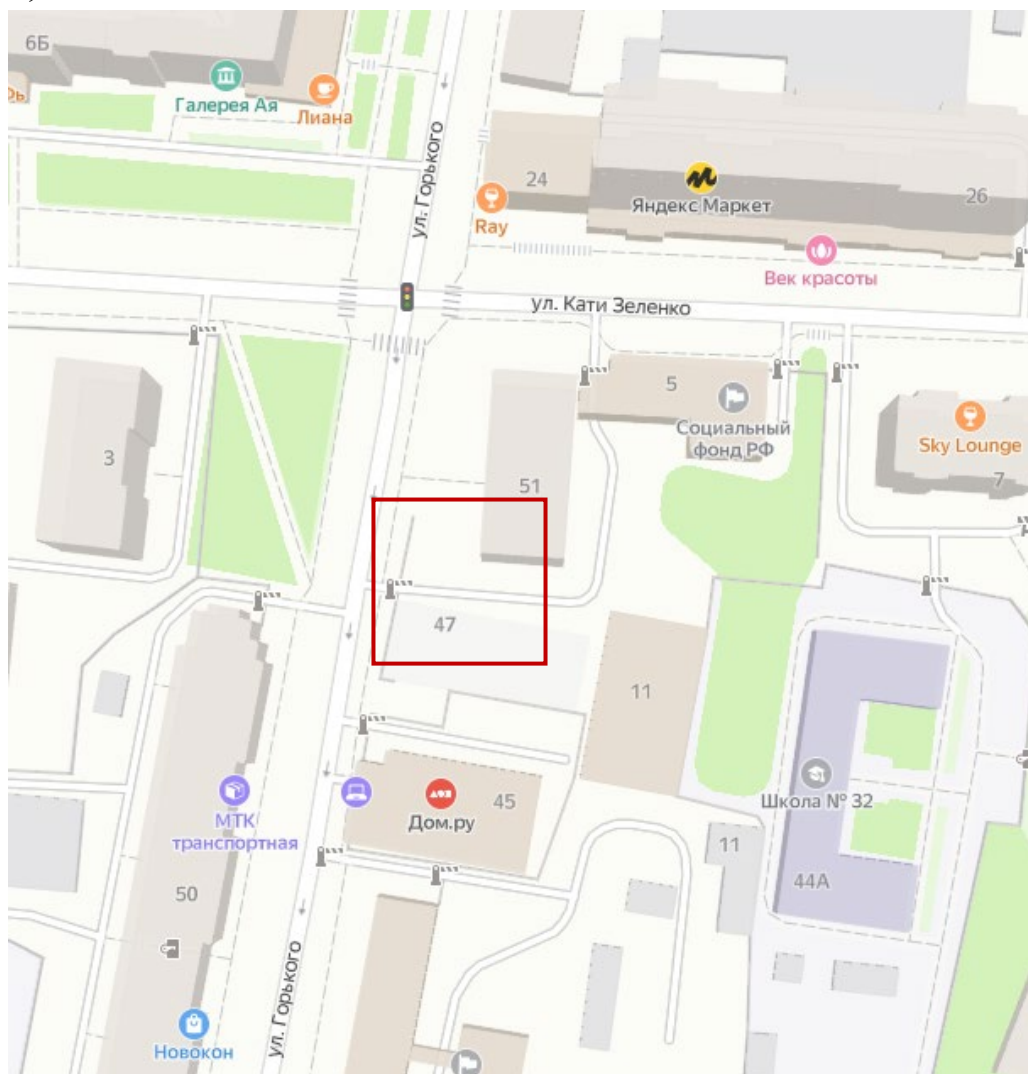 6Б
Галерея Ая
Лиана
ул. Горького
24
Ray
Яндекс Маркет
26
Век красоты
ул. Кати Зеленко
5
Социальный
фонд РФ
Sky Lounge
7
3
51
47
11
МТК
транспортная
Дом.ру
45
Школа № 32
11
44А
50
ул. Горького
Новокон